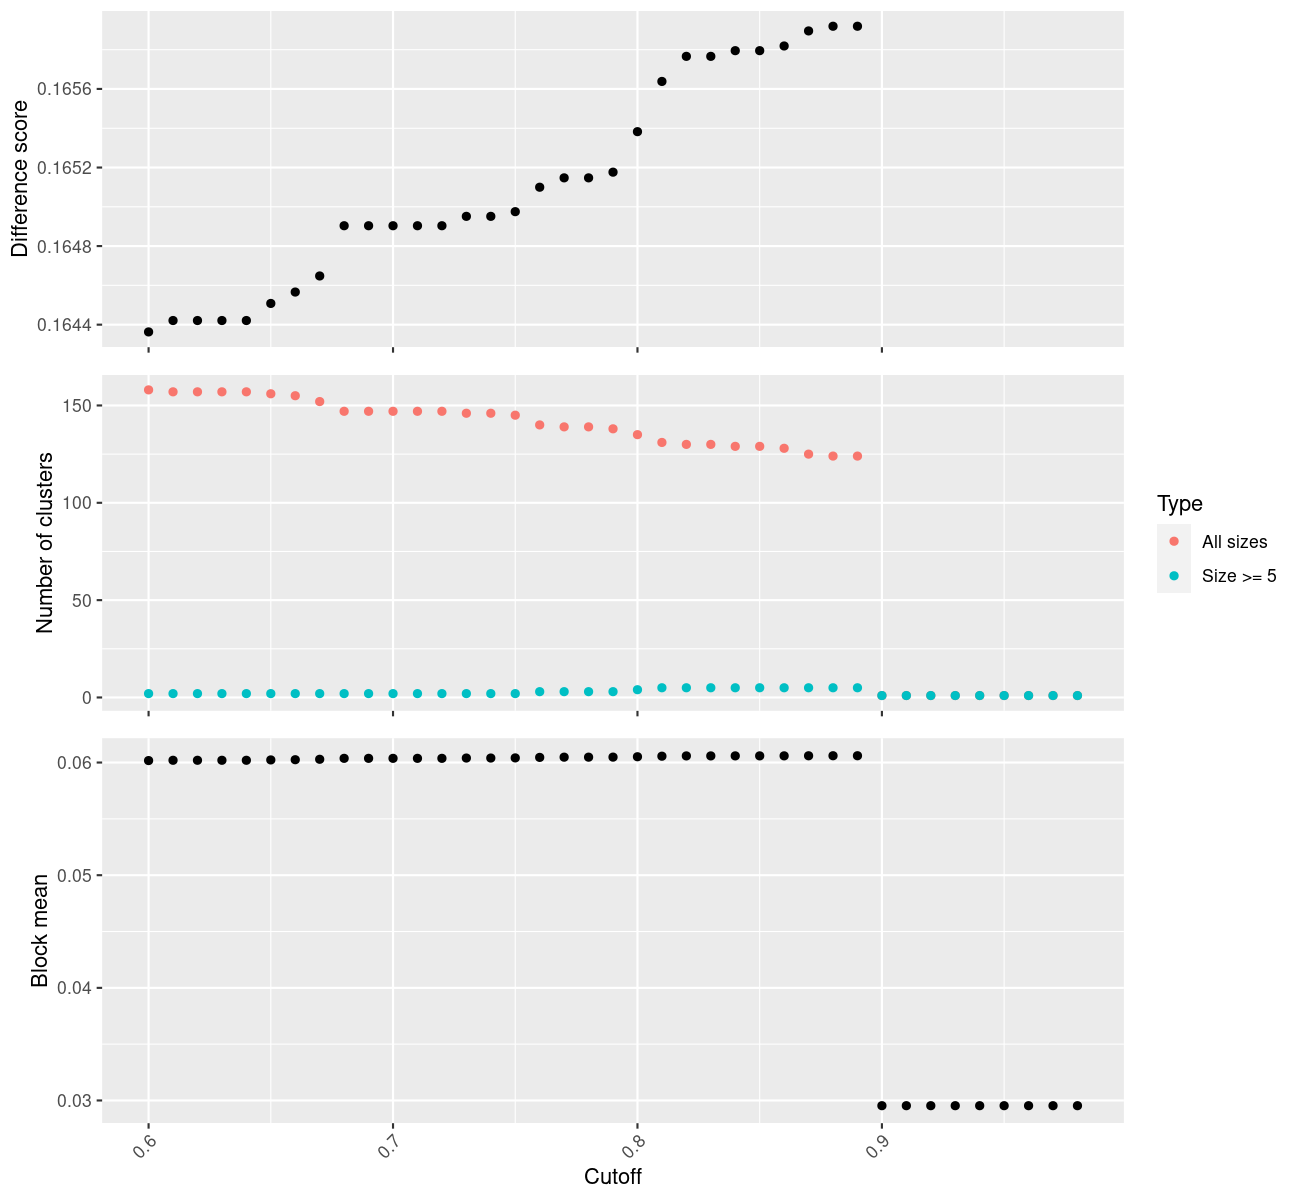 Difference score
0.1656
0.1652
0.1648
0.1644
Number of clusters
150
100
50
0
Type
All sizes
Size >= 5
Block mean
0.06
0.05
0.04
0.03
0.6
0.7
0.8
0.9
Cutoff